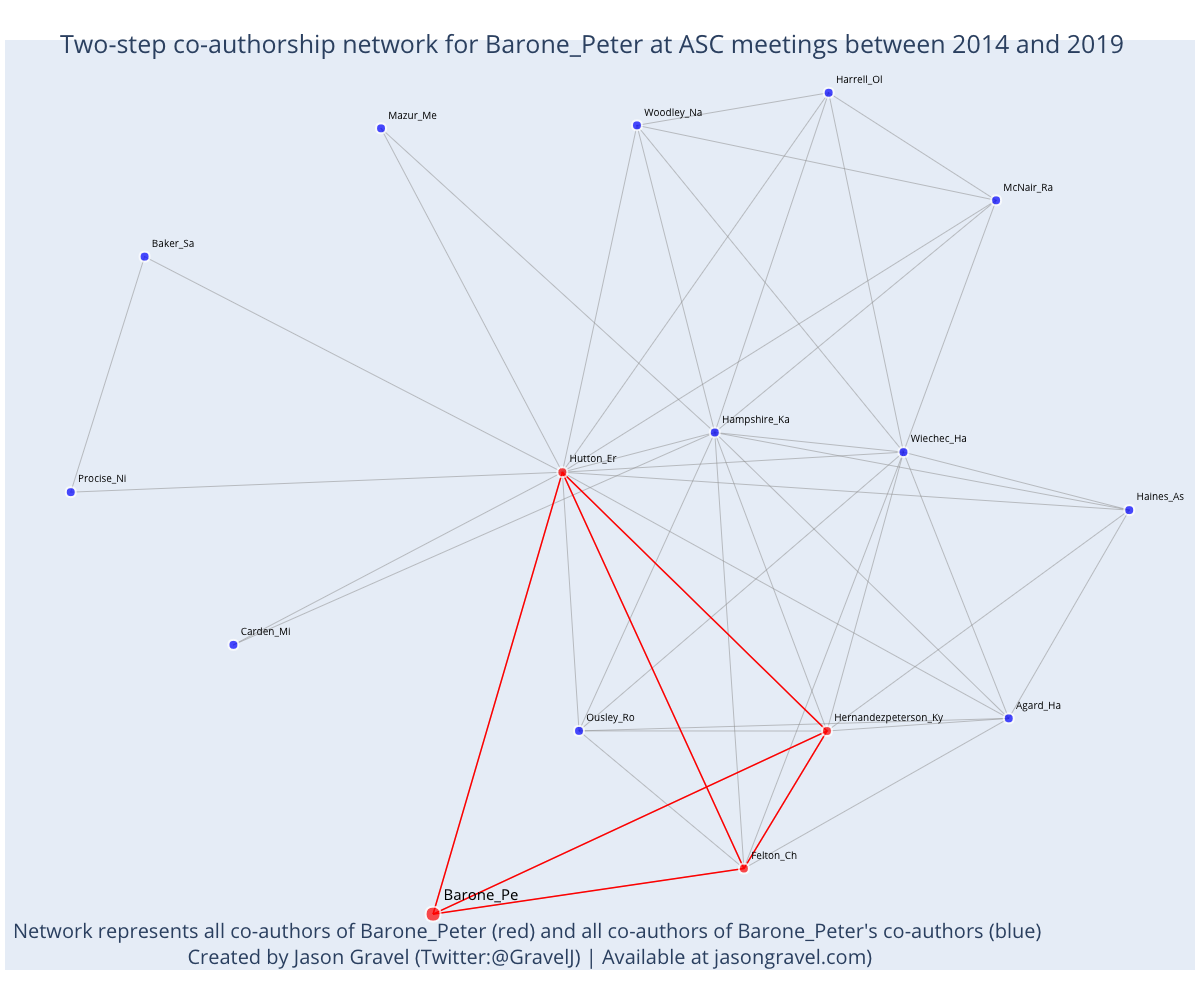 Two-step co-authorship network for Barone_Peter at ASC meetings between 2014 and 2019
Harrell_Ol
Mazur_Me
Woodley_Na
McNair_Ra
Baker_Sa
Hampshire_Ka
Wiechec_Ha
Hutton_Er
Procise_Ni
Haines_As
Carden_Mi
Ousley_Ro
Hernandezpeterson_Ky
Agard_Ha
Felton_Ch
Barone_Pe
Network represents all co-authors of Barone_Peter (red) and all co-authors of Barone_Peter's co-authors (blue)
Created by Jason Gravel (Twitter:@GravelJ) | Available at jasongravel.com)